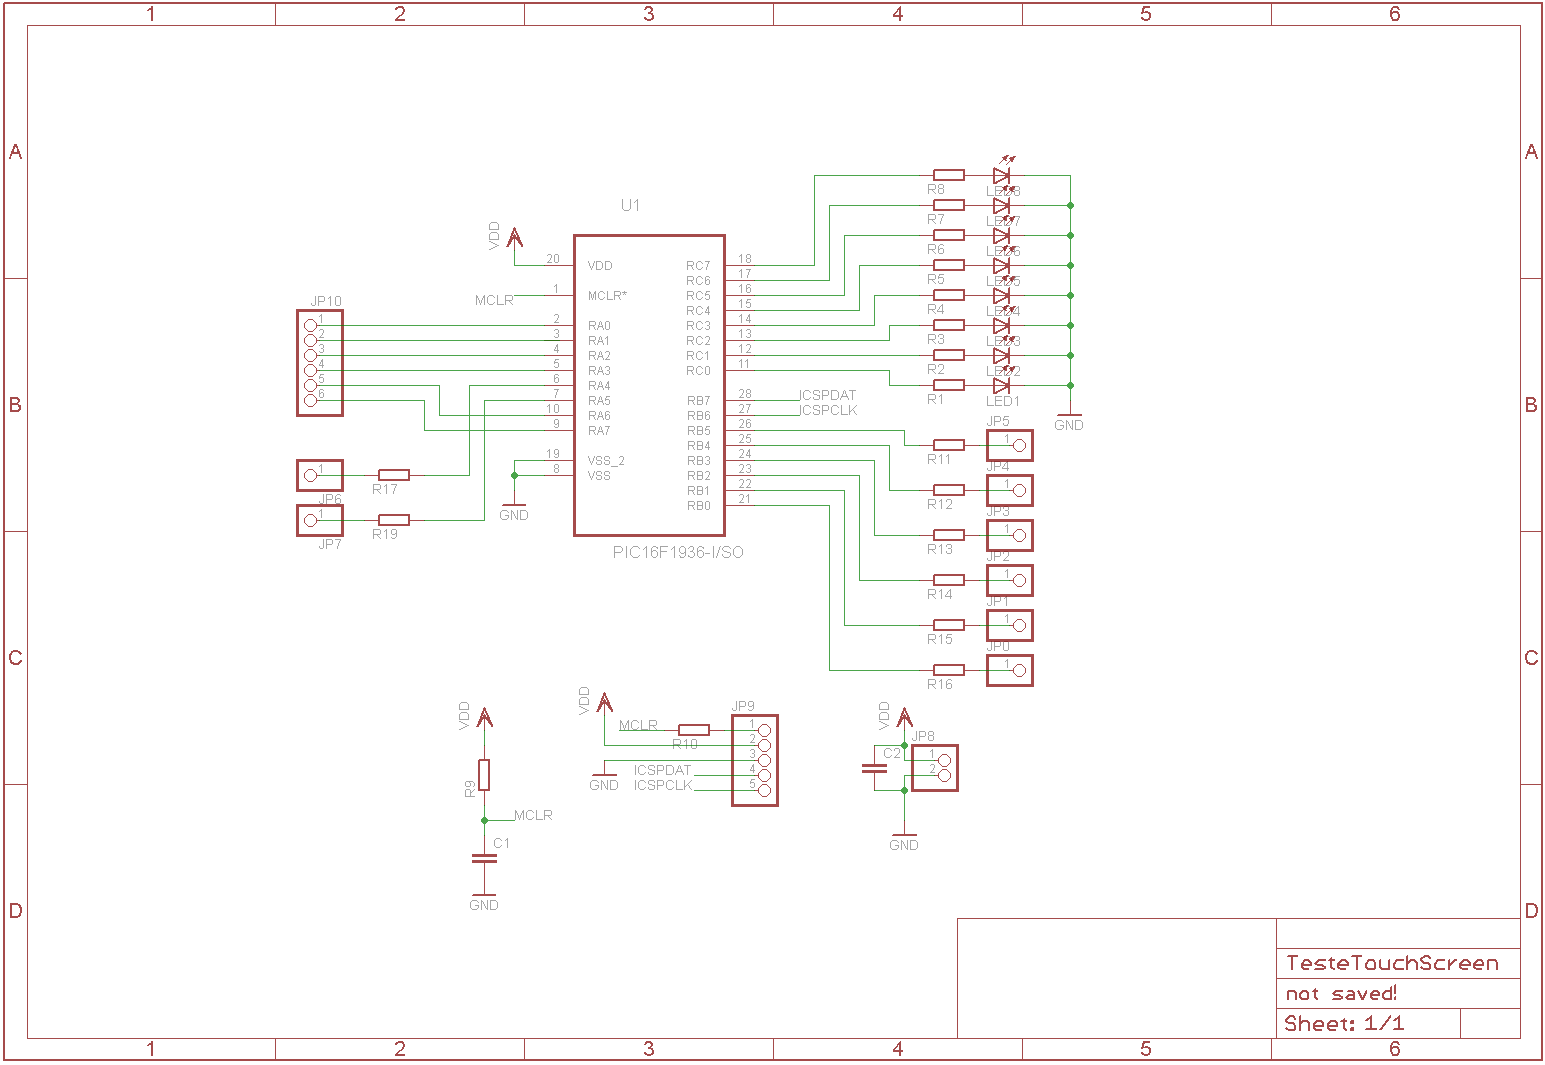 1 2 3 4 5 6
A A
U1
R8 LED8
R7 LED7
R6 LED6
R5 LED5
R4 LED4
R3 LED3
R2 LED2
R1 LED1
GND
VDD
20 VDD
MCLR 1 MCLR*
2 RA0
3 RA1
4 RA2
5 RA3
6 RA4
7 RA5
10 RA6
9 RA7
19 VSS_2
8 VSS
GND
RC7 18
RC6 17
RC5 16
RC4 15
RC3 14
RC2 13
RC1 12
RC0 11
RB7 28 ICSPDAT
RB6 27 ICSPCLK
RB5 26
RB4 25
RB3 24
RB2 23
RB1 22
RB0 21
PIC16F1936-I/SO
JP10
1
2
3
4
5
6
B B
1
JP6
R17
1
JP7
R19
JP5
R11 1
JP4
R12 1
JP3
R13 1
JP2
R14 1
JP1
R15 1
JP0
R16 1
C C
VDD
R9
MCLR
C1
GND
VDD
JP9
MCLR R10 1
2
3
GND
ICSPDAT 4
ICSPCLK 5
VDD
JP8
C2 1
2
GND
D D
TesteTouchScreen
not saved!
Sheet: 1/1
1 2 3 4 5 6